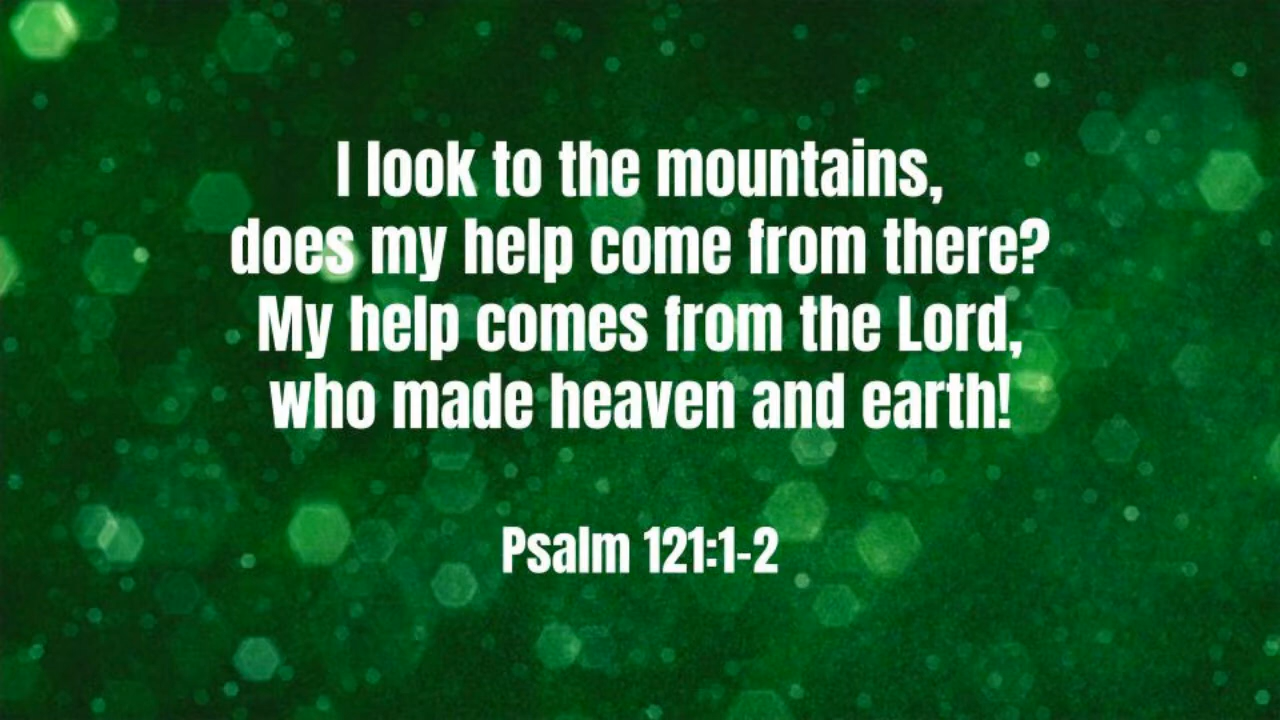 I look to the mountains,
does my help come from there?
My help comes from the Lord,
who made heaven and earth!
Psalm 121:1-2